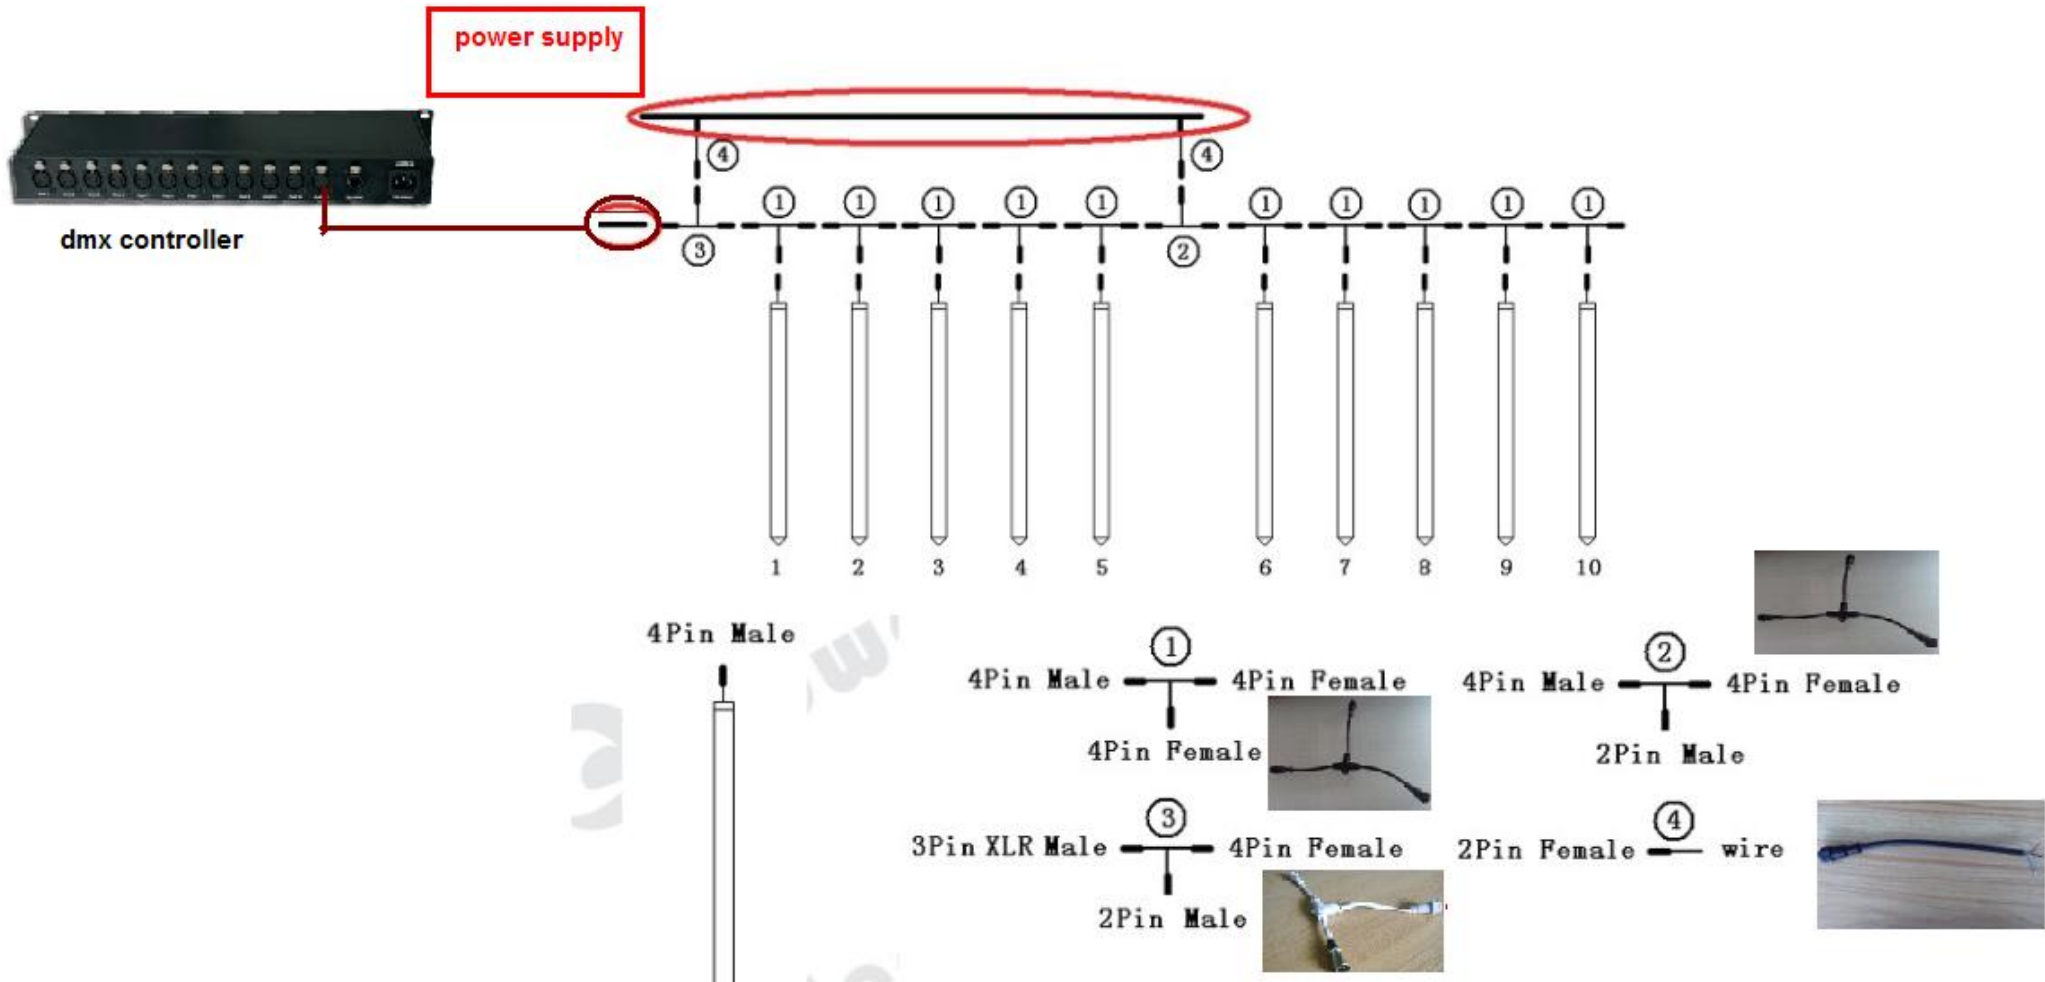 power supply
dmx controller
4 4
1 1 1 1 1 1 1 1 1 1
3 2
1 2 3 4 5 6 7 8 9 10
4Pin Male
1
4Pin Male 4Pin Female
4Pin Female
2
4Pin Male 4Pin Female
2Pin Male
3
3Pin XLR Male 4Pin Female
2Pin Male
4
2Pin Female wire